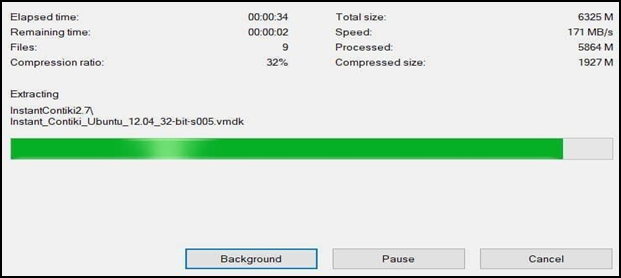 Elapsed time: 00:00:34 Total size: 6325 M
Remaining time: 00:00:02 Speed: 171 MB/s
Files: 9 Processed: 5864 M
Compression ratio: 32% Compressed size: 1927 M
Extracting
InstantContiki2.7\
Instant_Contiki_Ubuntu_12.04_32-bit-s005.vmdk
Background Pause Cancel